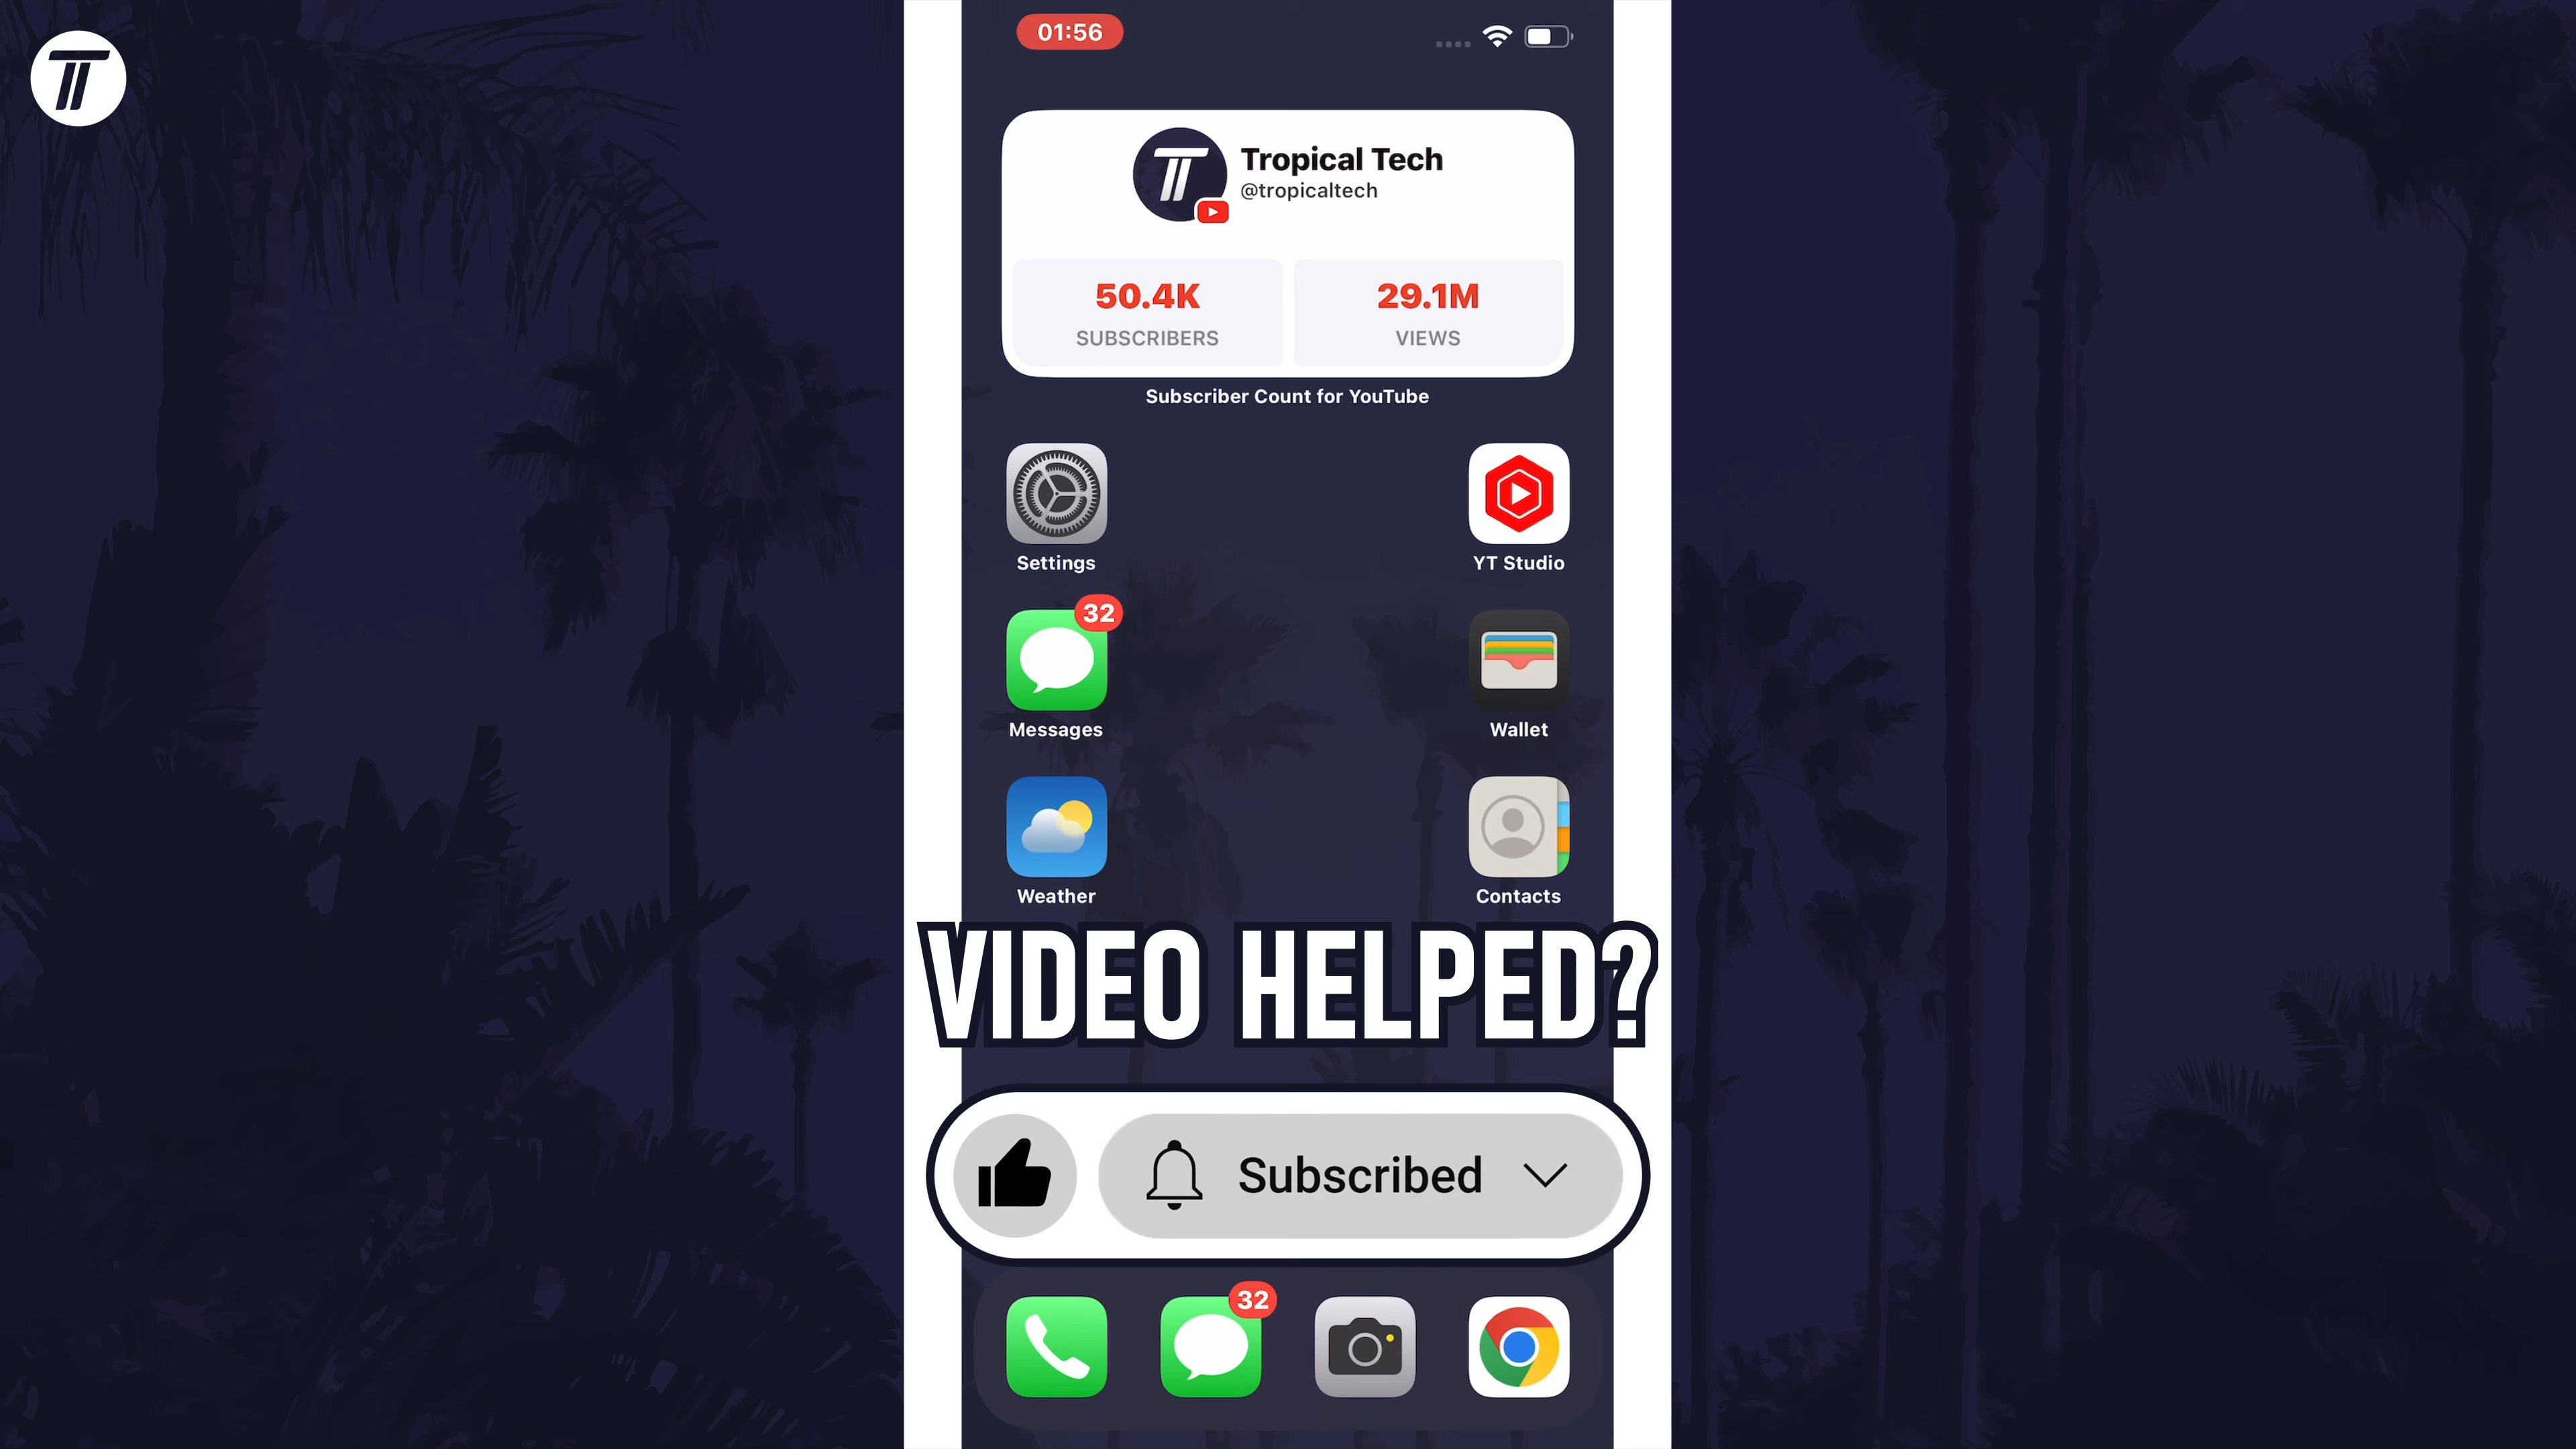 01:56
Tropical Tech
@tropicaltech
50.4K
SUBSCRIBERS
29.1M
VIEWS
Subscriber Count for YouTube
Settings
YT Studio
32
Messages
Wallet
Weather
Contacts
VIDEO HELPED?
Subscribed
32